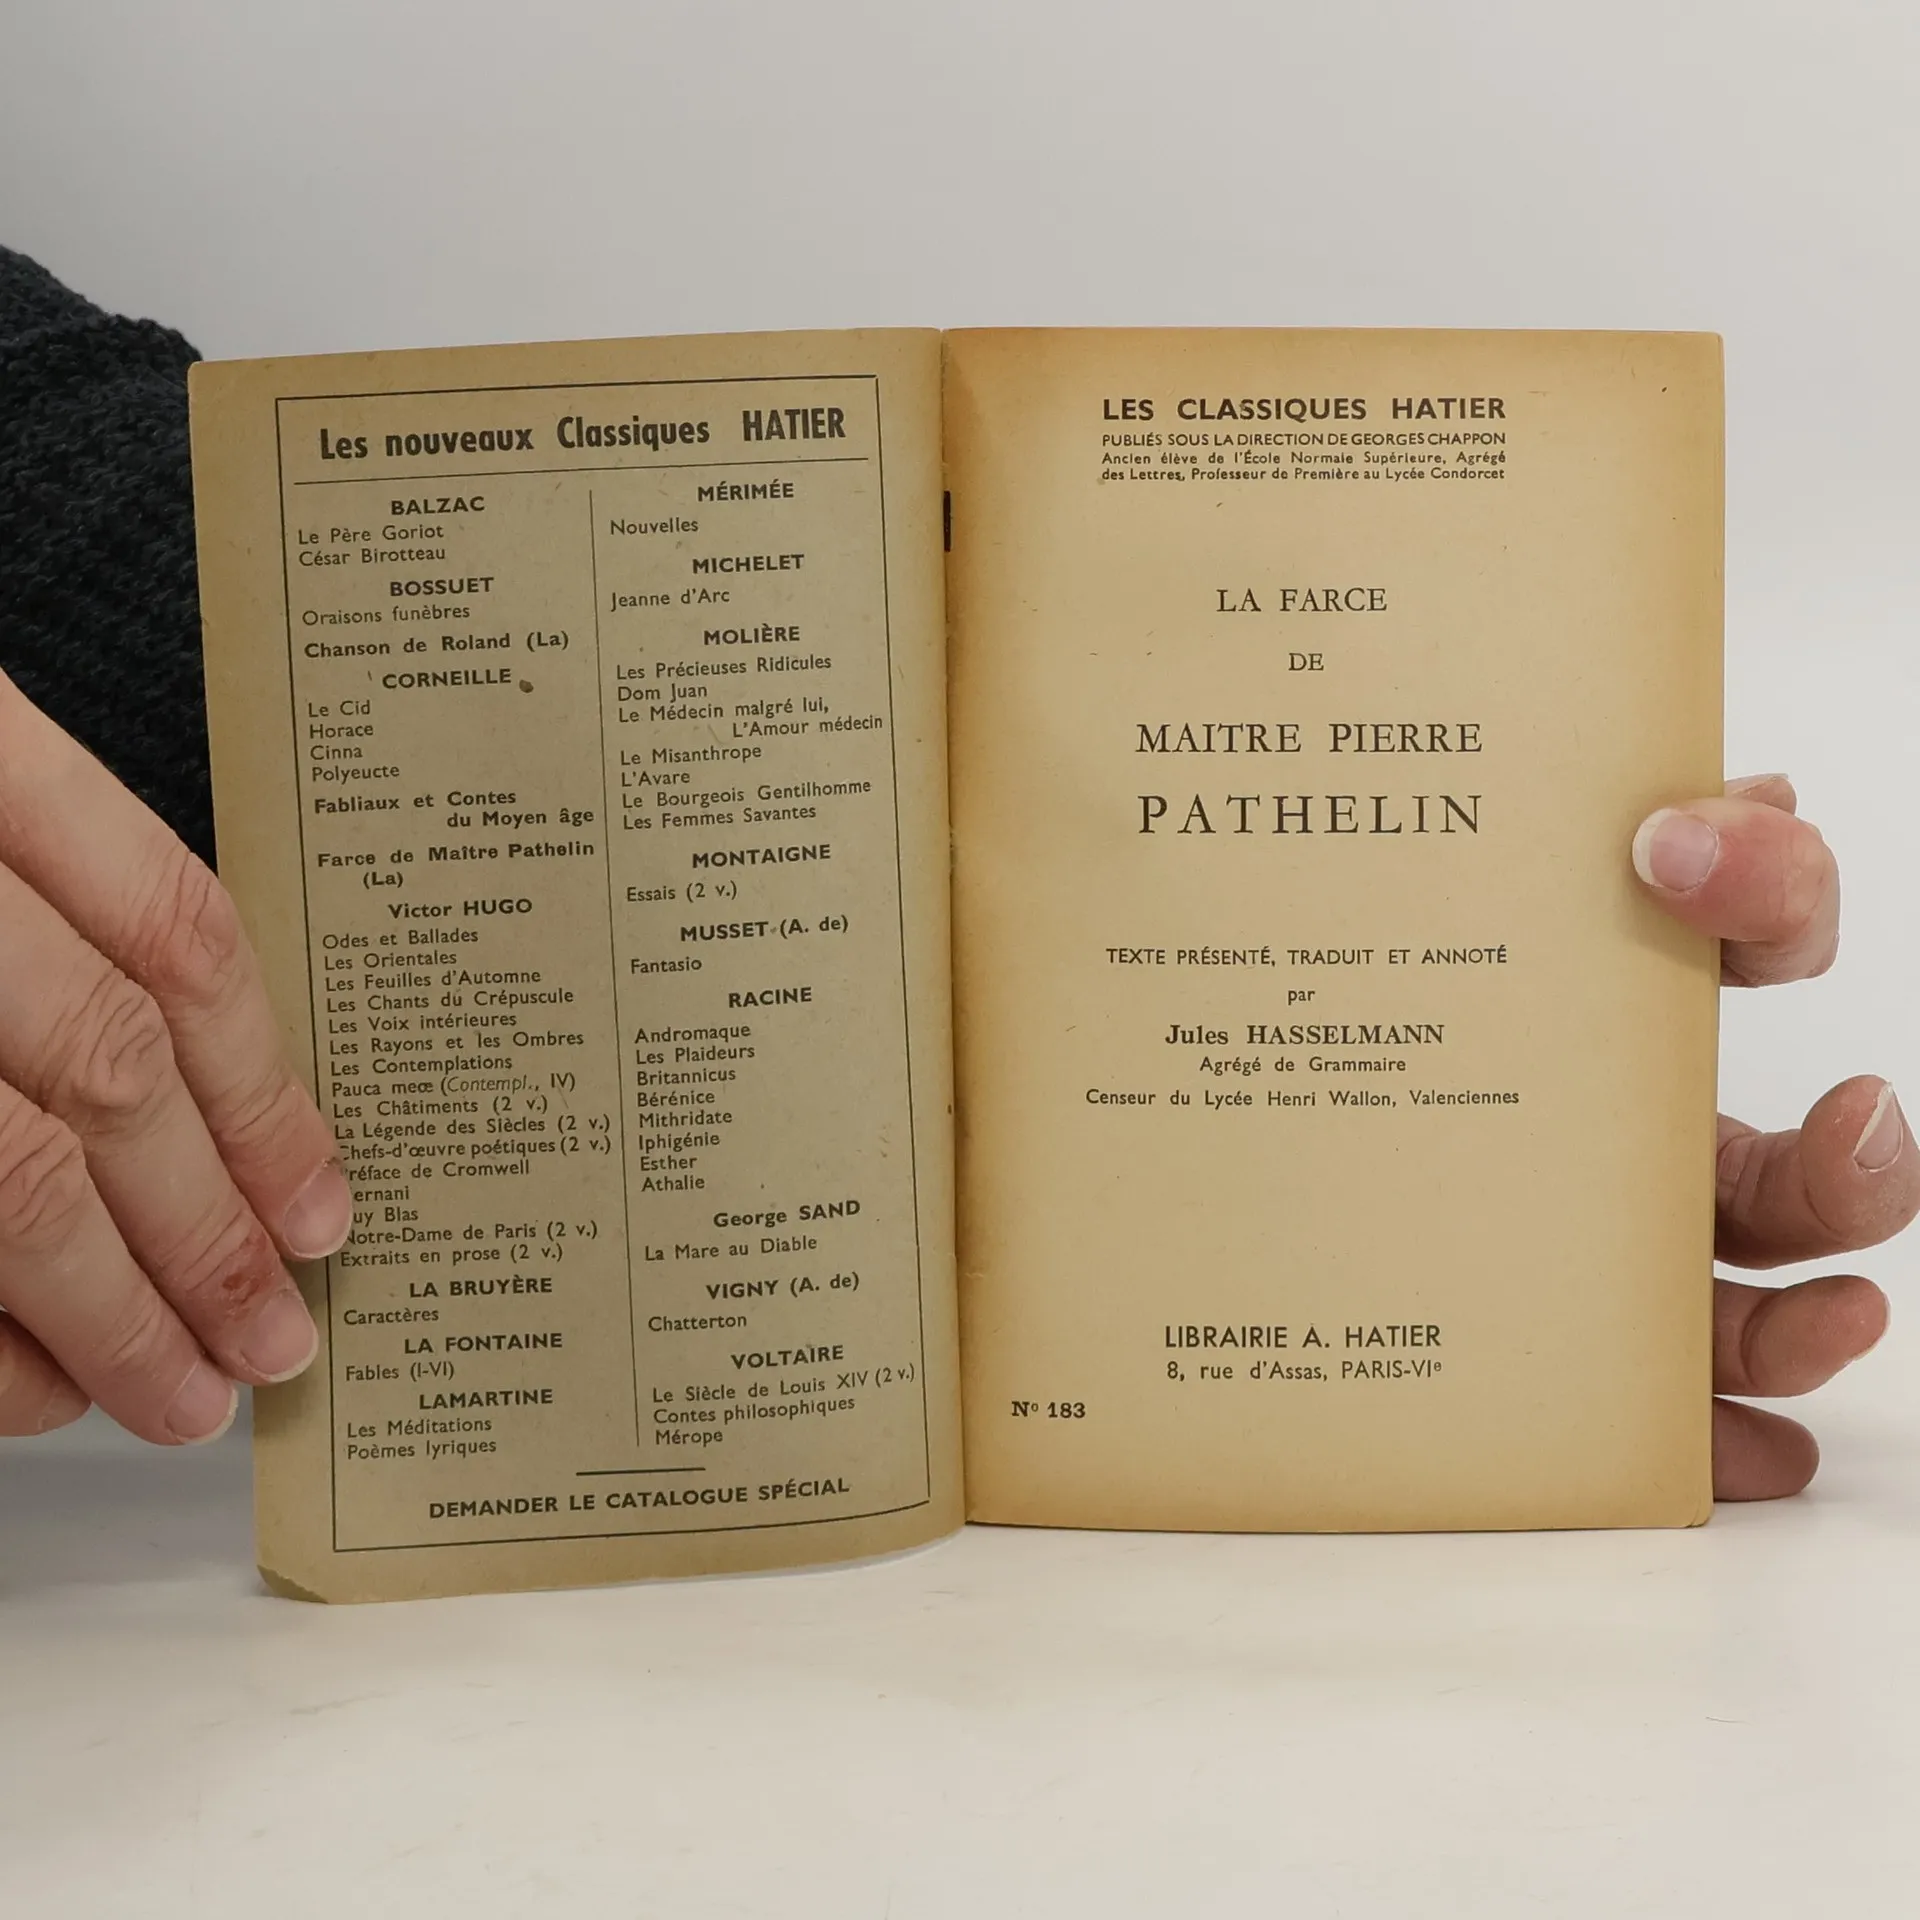 Les nouveaux Classiques HATIER
BALZAC
Le Père Goriot
César Birotteau
BOSSUET
Oraisons funèbres
Chanson de Roland (La)
CORNEILLE
Le Cid
Horace
Cinna
Polyeucte
Fabliaux et Contes
du Moyen âge
Farce de Maître Pathelin
(La)
Victor HUGO
Odes et Ballades
Les Orientales
Les Feuilles d'Automne
Les Chants du Crépuscule
Les Voix intérieures
Les Rayons et les Ombres
Les Contemplations
Pauca meæ (Contempl., IV)
Les Châtiments (2 v.)
La Légende des Siècles (2 v.)
Chefs-d'œuvre poétiques (2 v.)
réface de Cromwell
ernani
uy Blas
Notre-Dame de Paris (2 v.)
Extraits en prose (2 v.)
LA BRUYÈRE
Caractères
LA FONTAINE
Fables (I-VI)
LAMARTINE
Les Méditations
Poèmes lyriques
MÉRIMÉE
Nouvelles
MICHELET
Jeanne d'Arc
MOLIÈRE
Les Précieuses Ridicules
Dom Juan
Le Médecin malgré lui,
L'Amour médecin
Le Misanthrope
L'Avare
Le Bourgeois Gentilhomme
Les Femmes Savantes
MONTAIGNE
Essais (2 v.)
MUSSET (A. de)
Fantasio
RACINE
Andromaque
Les Plaideurs
Britannicus
Bérénice
Mithridate
Iphigénie
Esther
Athalie
George SAND
La Mare au Diable
VIGNY (A. de)
Chatterton
VOLTAIRE
Le Siècle de Louis XIV (2 v.)
Contes philosophiques
Mérope
DEMANDER LE CATALOGUE SPÉCIAL
LES CLASSIQUES HATIER
PUBLIÉS SOUS LA DIRECTION DE GEORGES CHAPPON
Ancien élève de l'École Normale Supérieure, Agrégé
des Lettres, Professeur de Première au Lycée Condorcet
LA FARCE
DE
MAITRE PIERRE
PATHELIN
TEXTE PRÉSENTÉ, TRADUIT ET ANNOTÉ
par
Jules HASSELMANN
Agrégé de Grammaire
Censeur du Lycée Henri Wallon, Valenciennes
LIBRAIRIE A. HATIER
8, rue d'Assas, PARIS-VIe
No 183